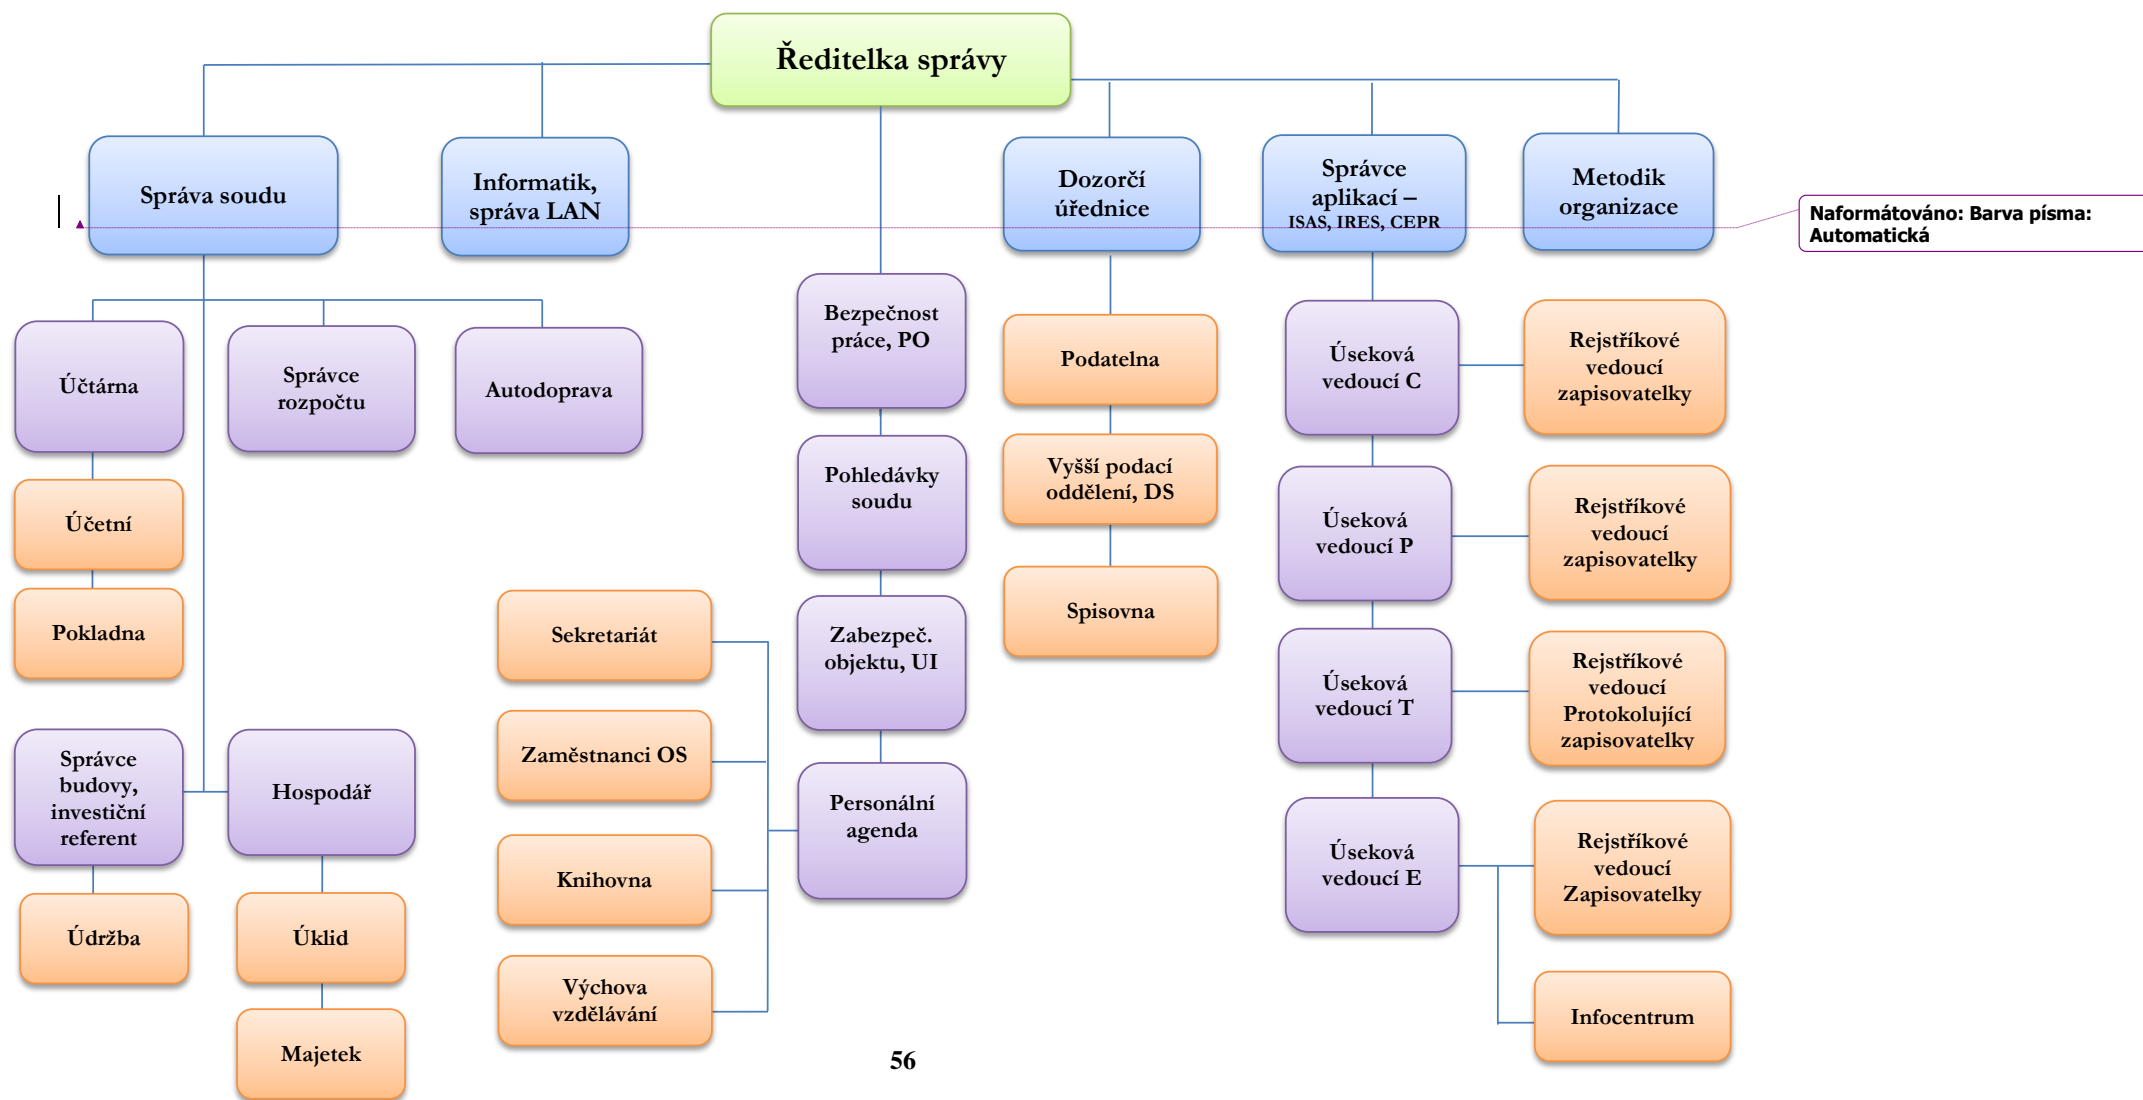 Ředitelka správy
Správa soudu
Informatik,
správa LAN
Dozorčí
úřednice
Správce
aplikací –
ISAS, IRES, CEPR
Metodik
organizace
Naformátováno: Barva písma:
Automatická
Účtárna
Správce
rozpočtu
Autodoprava
Účetní
Pokladna
Správce
budovy,
investiční
referent
Hospodář
Údržba
Úklid
Majetek
Bezpečnost
práce, PO
Pohledávky
soudu
Zabezpeč.
objektu, UI
Personální
agenda
Sekretariát
Zaměstnanci OS
Knihovna
Výchova
vzdělávání
Podatelna
Vyšší podací
oddělení, DS
Spisovna
Úseková
vedoucí C
Rejstříkové
vedoucí
zapisovatelky
Úseková
vedoucí P
Rejstříkové
vedoucí
zapisovatelky
Úseková
vedoucí T
Rejstříkové
vedoucí
Protokolující
zapisovatelky
Úseková
vedoucí E
Rejstříkové
vedoucí
Zapisovatelky
Infocentrum
56